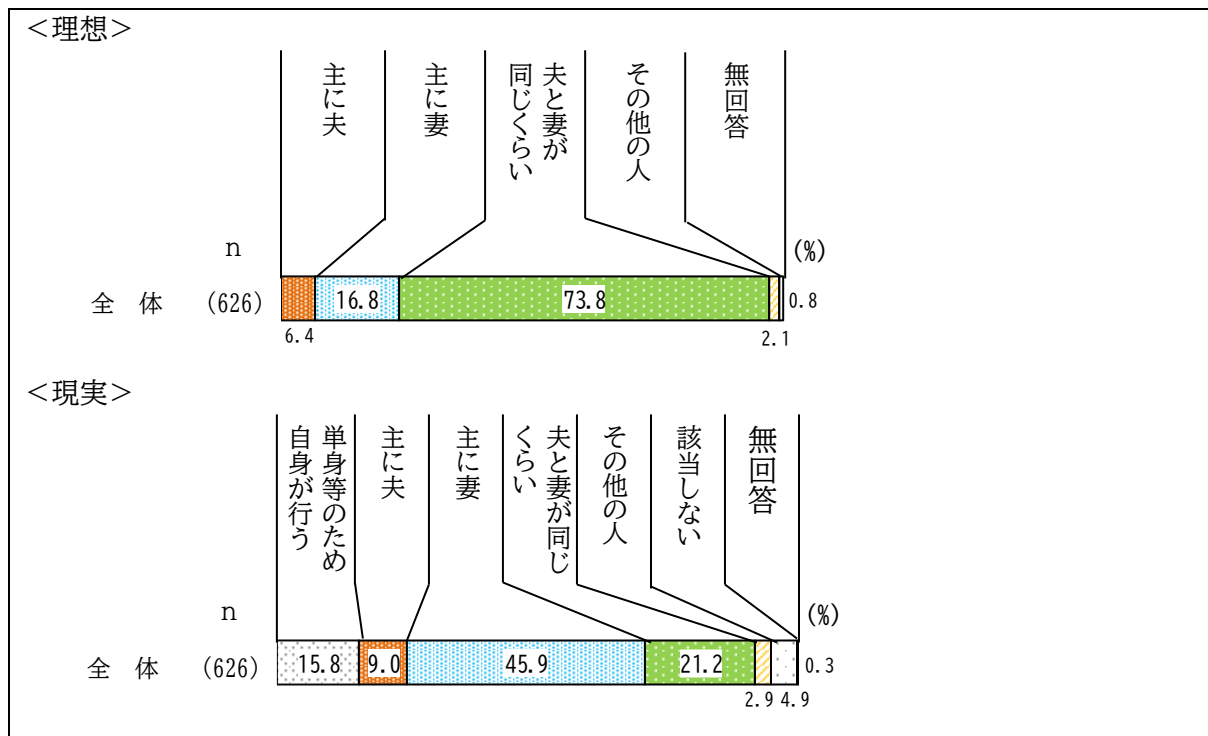 ＜理想＞
主に夫
主に妻
夫と妻が
同じくらい
その他の人
無回答
n
(%)
全　体
(626)
6.4
16.8
73.8
2.1
0.8
＜現実＞
単身等のため
自身が行う
主に夫
主に妻
夫と妻が同じ
くらい
その他の人
該当しない
無回答
n
(%)
全　体
(626)
15.8
9.0
45.9
21.2
2.9
4.9
0.3